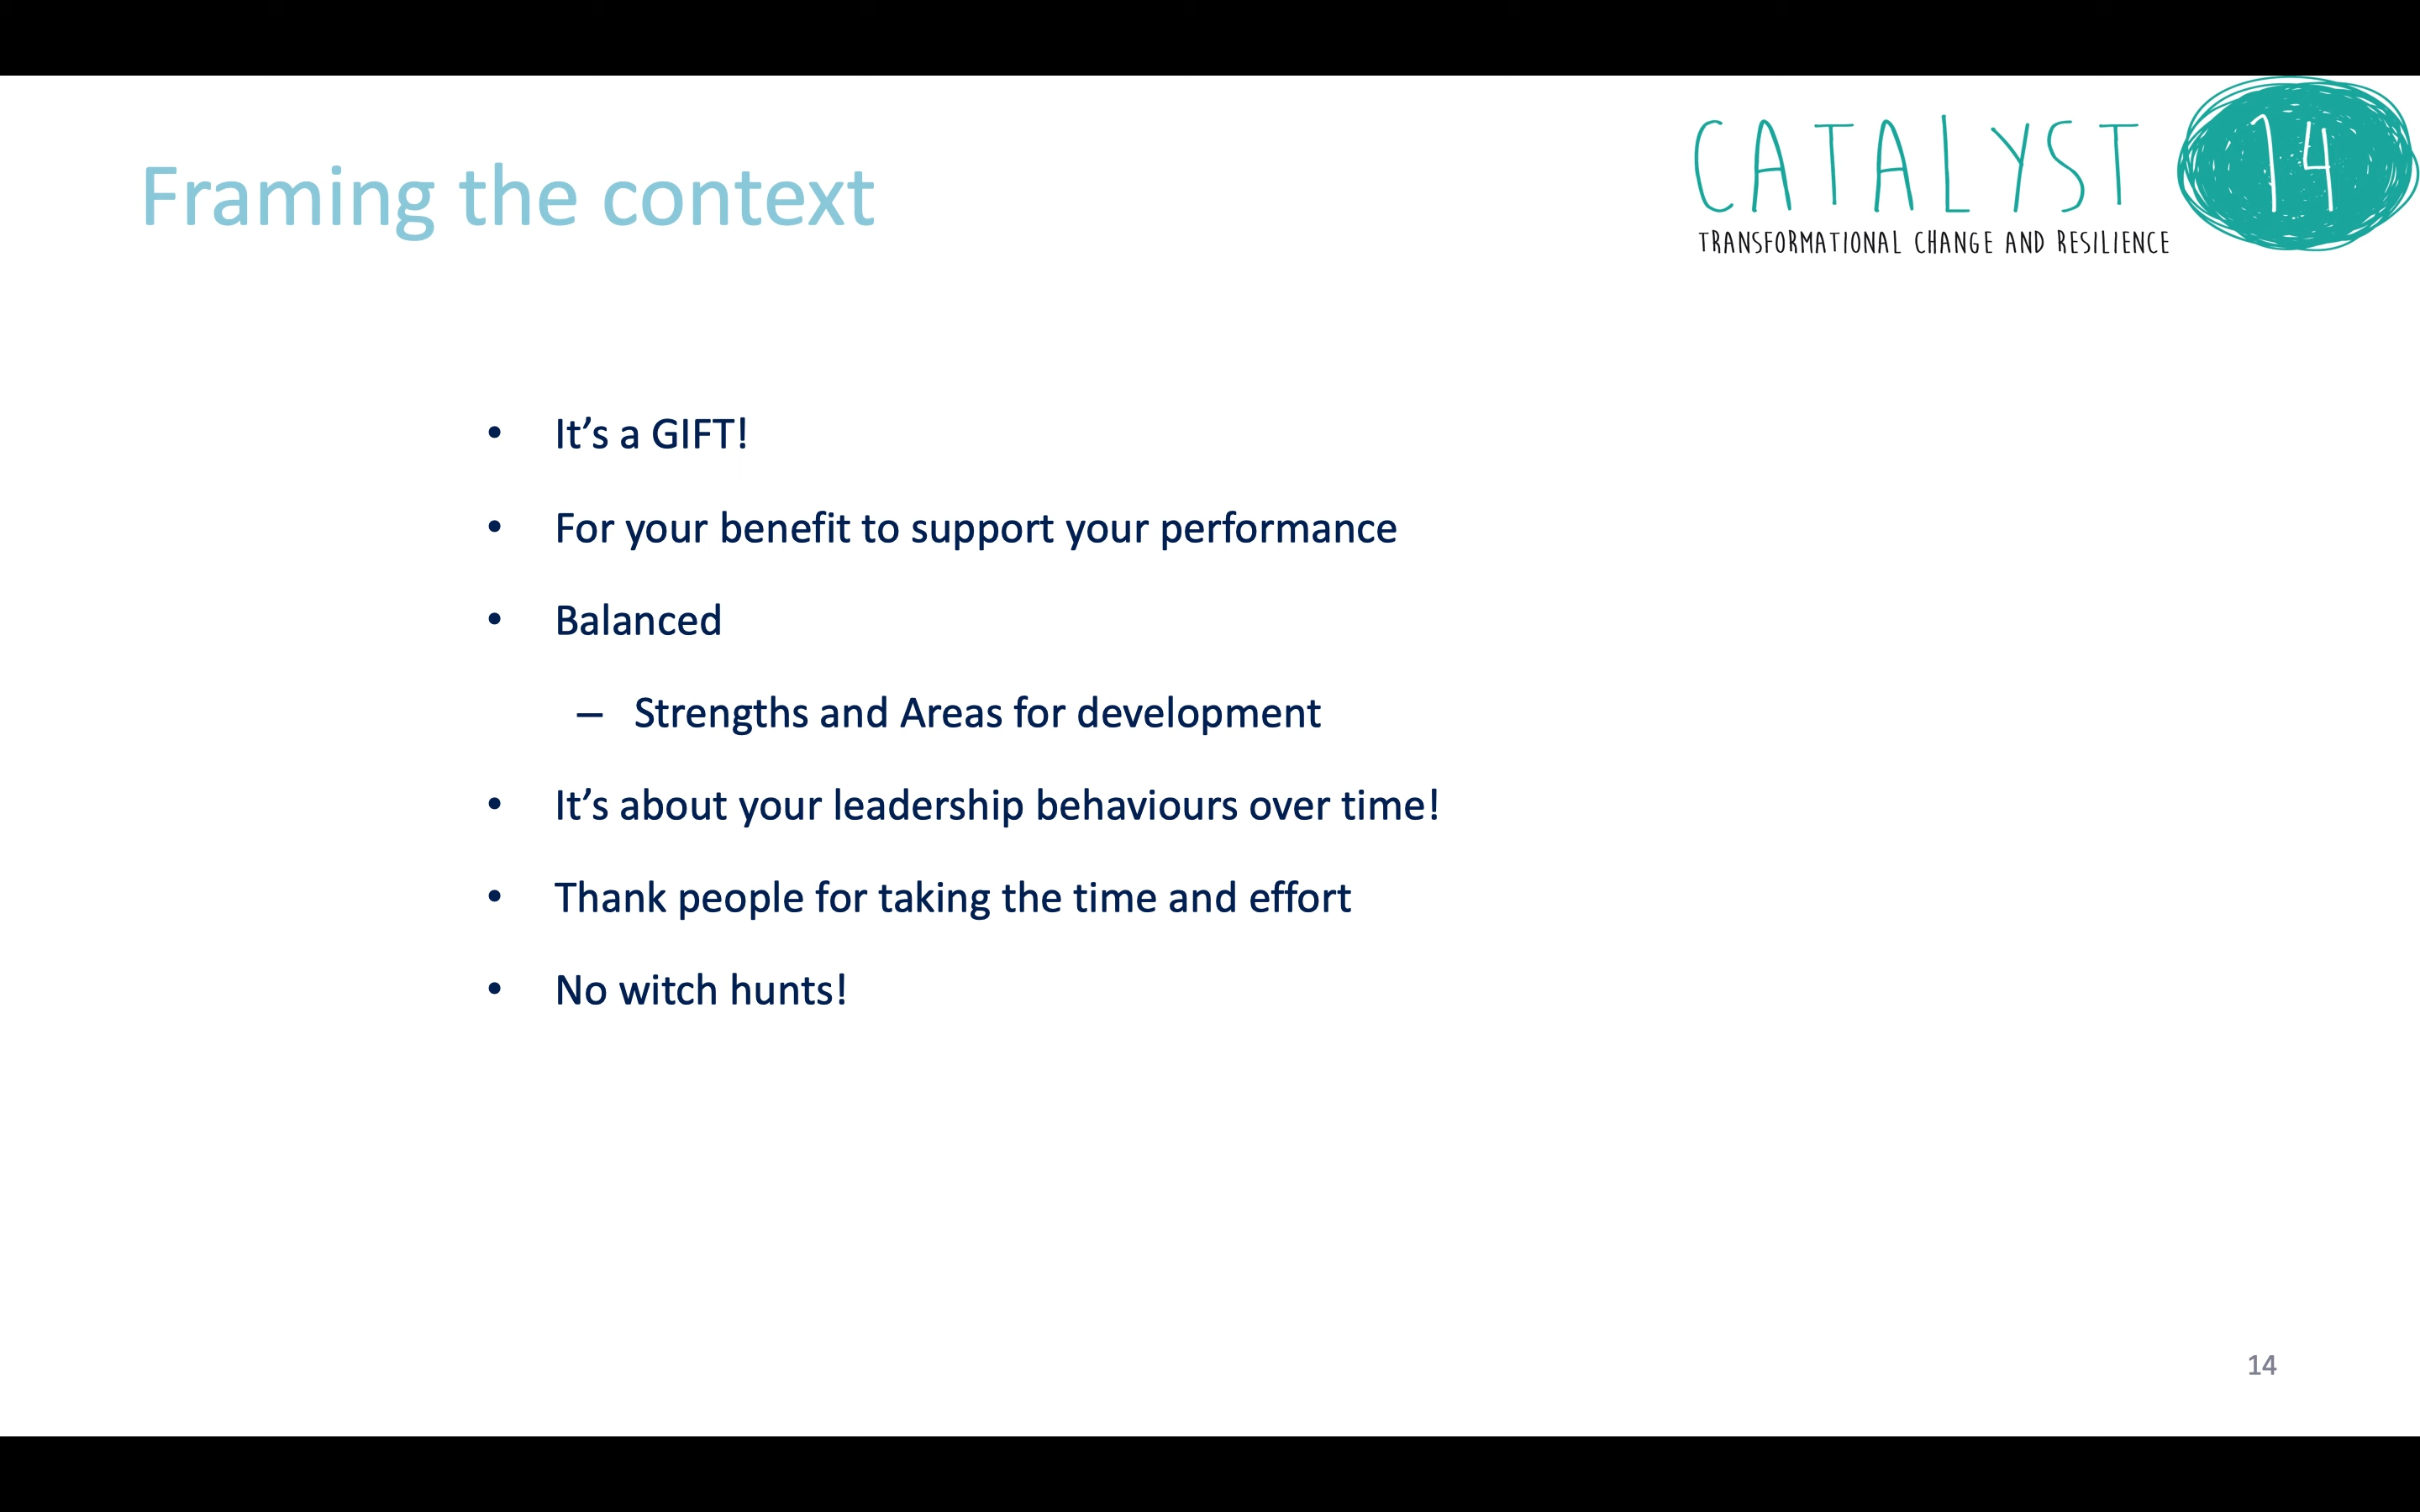 Framing the context
CATALYST 14
TRANSFORMATIONAL CHANGE AND RESILIENCE
• It’s a GIFT!
• For your benefit to support your performance
• Balanced
– Strengths and Areas for development
• It’s about your leadership behaviours over time!
• Thank people for taking the time and effort
• No witch hunts!
14